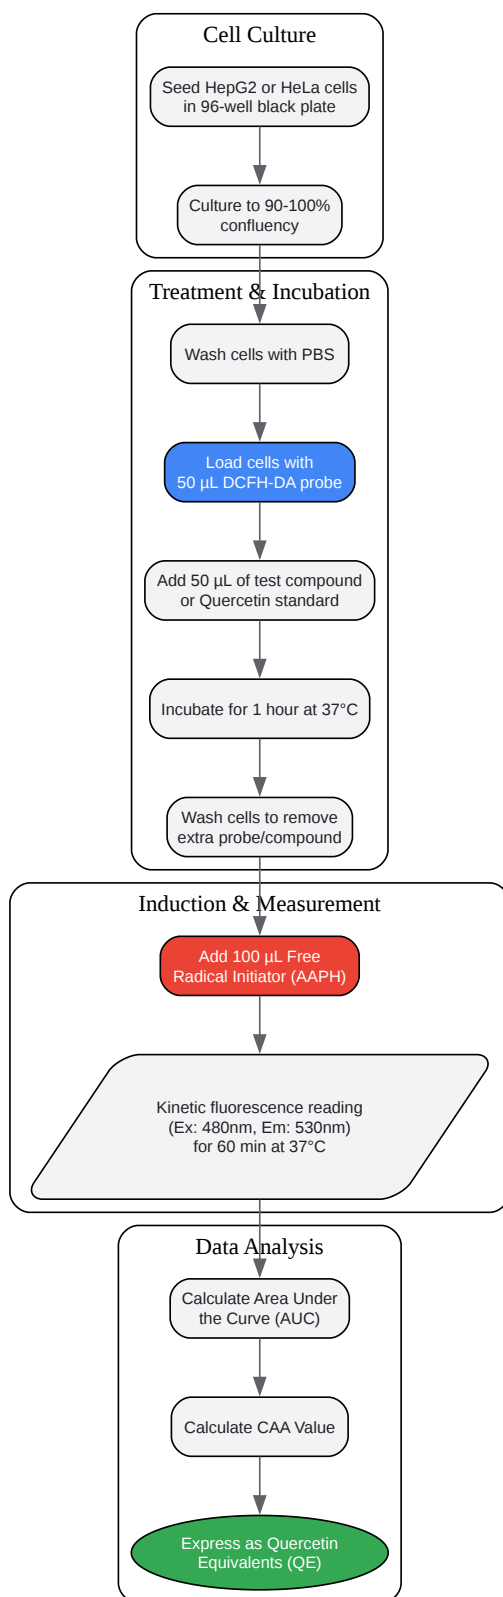 Cell Culture
Seed HepG2 or HeLa cells
in 96-well black plate
Culture to 90-100%
confluency
Treatment & Incubation
Wash cells with PBS
Load cells with
50 µL DCFH-DA probe
Add 50 µL of test compound
or Quercetin standard
Incubate for 1 hour at 37°C
Wash cells to remove
extra probe/compound
Induction & Measurement
Add 100 µL Free
Radical Initiator (AAPH)
Kinetic fluorescence reading
(Ex: 480nm, Em: 530nm)
for 60 min at 37°C
Data Analysis
Calculate Area Under
the Curve (AUC)
Calculate CAA Value
Express as Quercetin
Equivalents (QE)